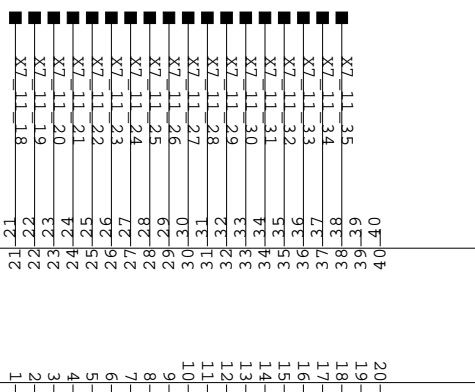 X7_11_18
X7_11_19
X7_11_20
X7_11_21
X7_11_22
X7_11_23
X7_11_24
X7_11_25
X7_11_26
X7_11_27
X7_11_28
X7_11_29
X7_11_30
X7_11_31
X7_11_32
X7_11_33
X7_11_34
X7_11_35
21 22 23 24 25 26 27 28 29 30 31 32 33 34 35 36 37 38 39 40
21 22 23 24 25 26 27 28 29 30 31 32 33 34 35 36 37 38 39 40
1 2 3 4 5 6 7 8 9 10 11 12 13 14 15 16 17 18 19 20